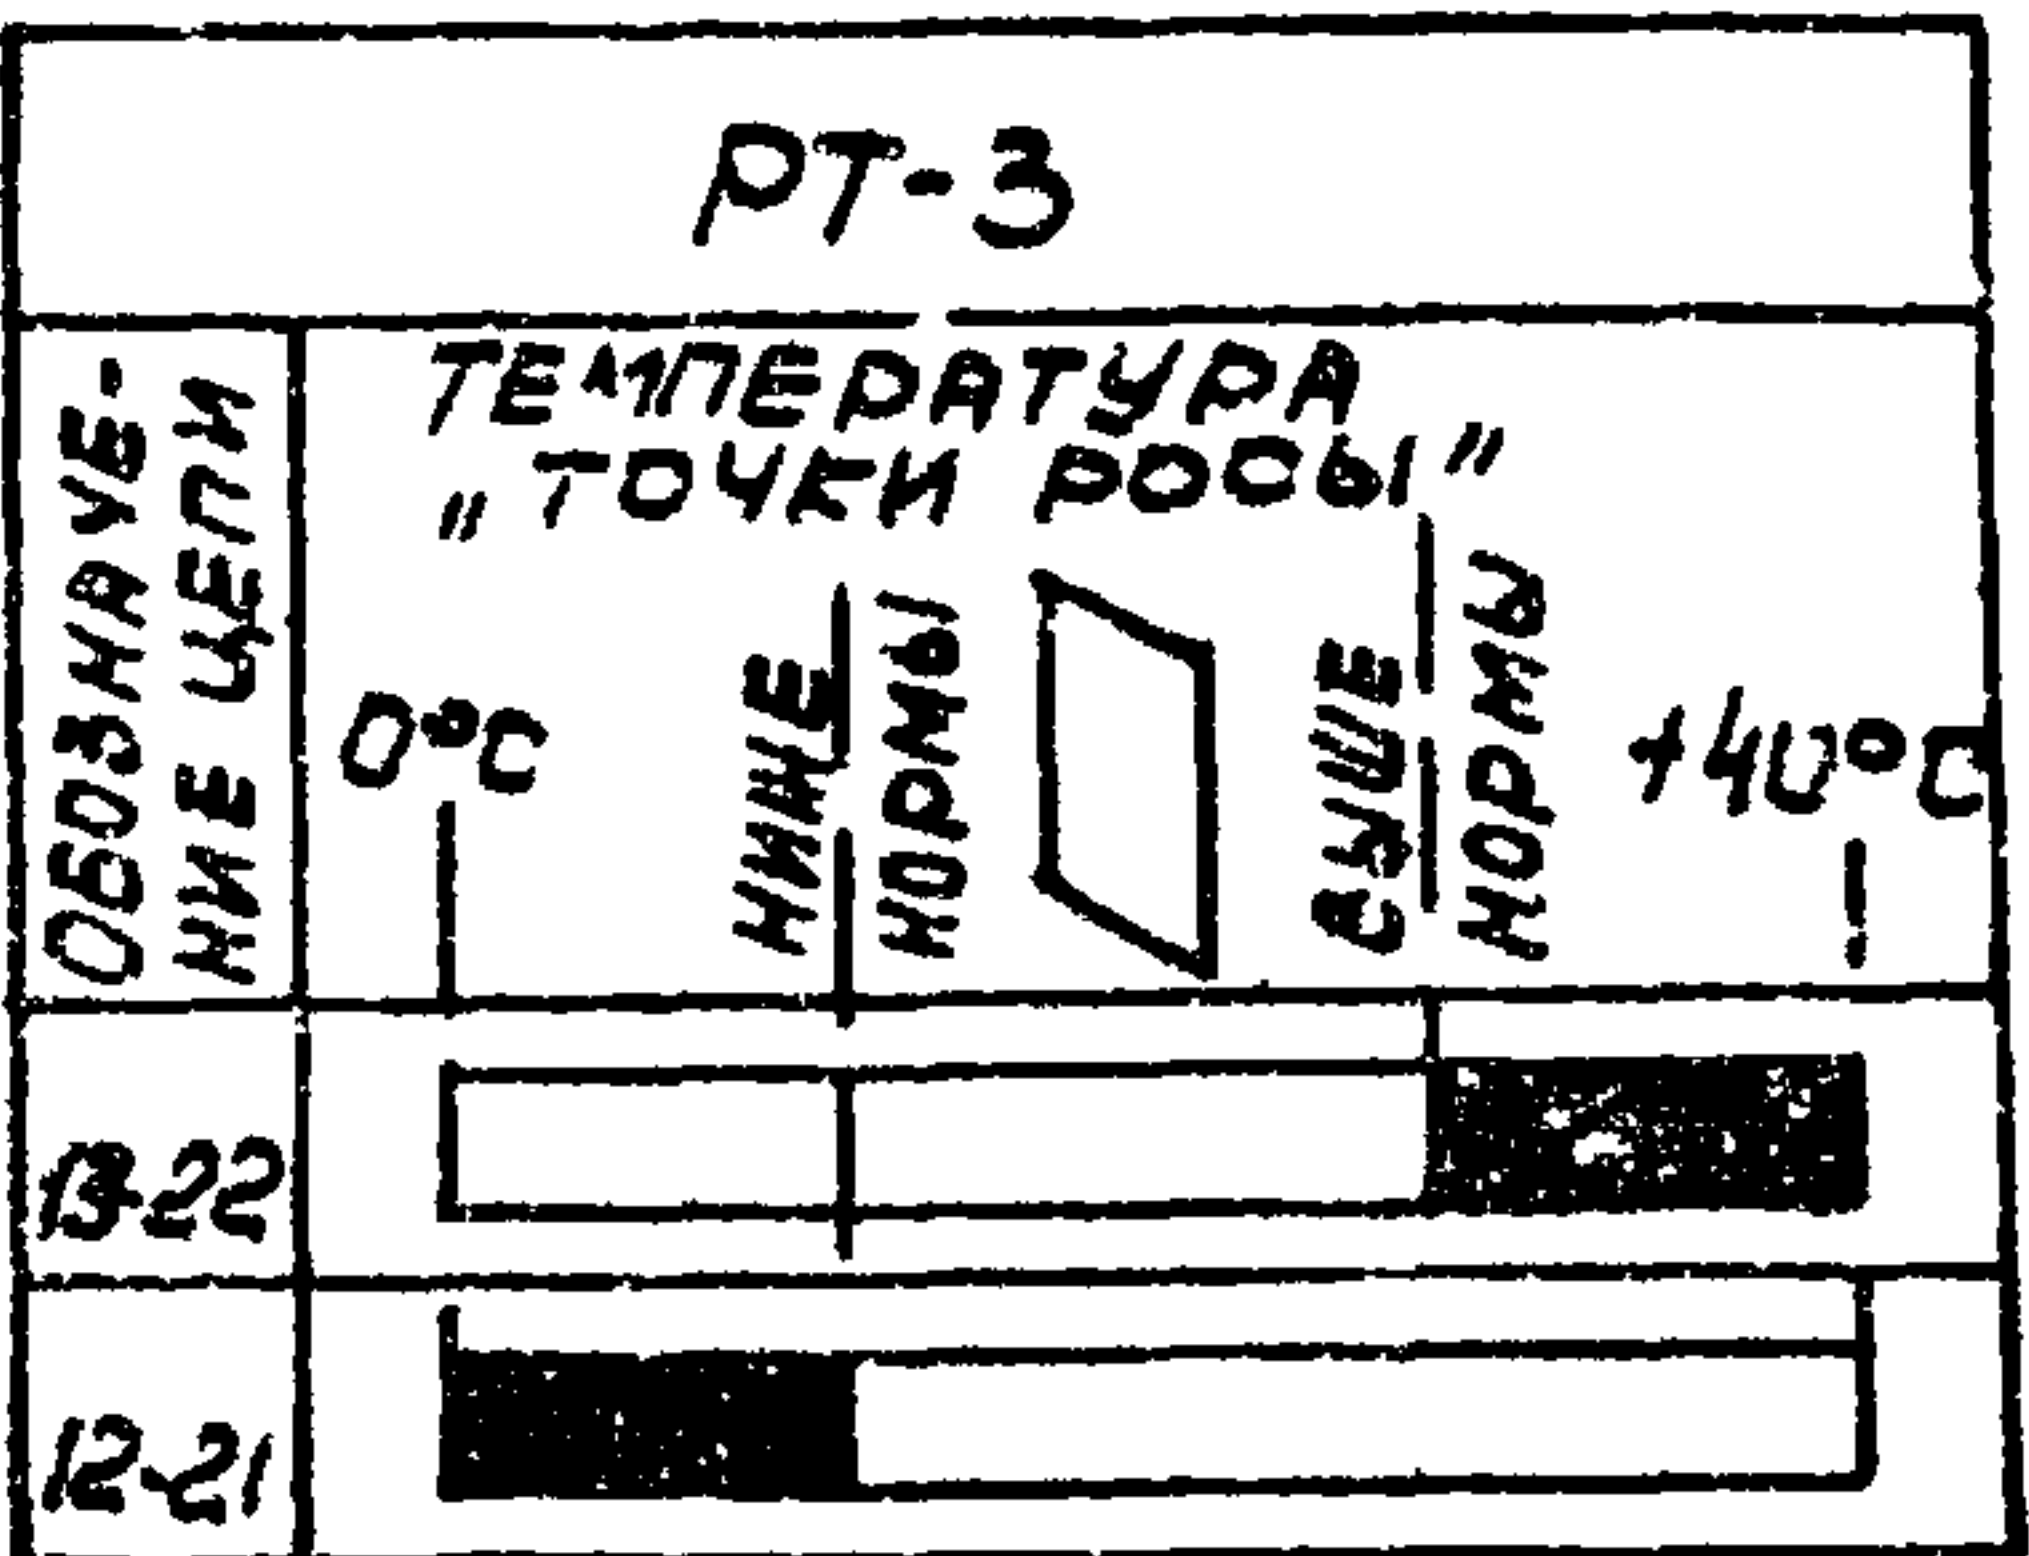 РТ-3
ОБОЗНАЧЕ-
НИЕ ЦЕПИ
ТЕМПЕРАТУРА
„ТОЧКИ РОСЫ"
0°С
НИЖЕ
НОРМЫ
ВЫШЕ
НОРМЫ
+40°С
13-22
12-21